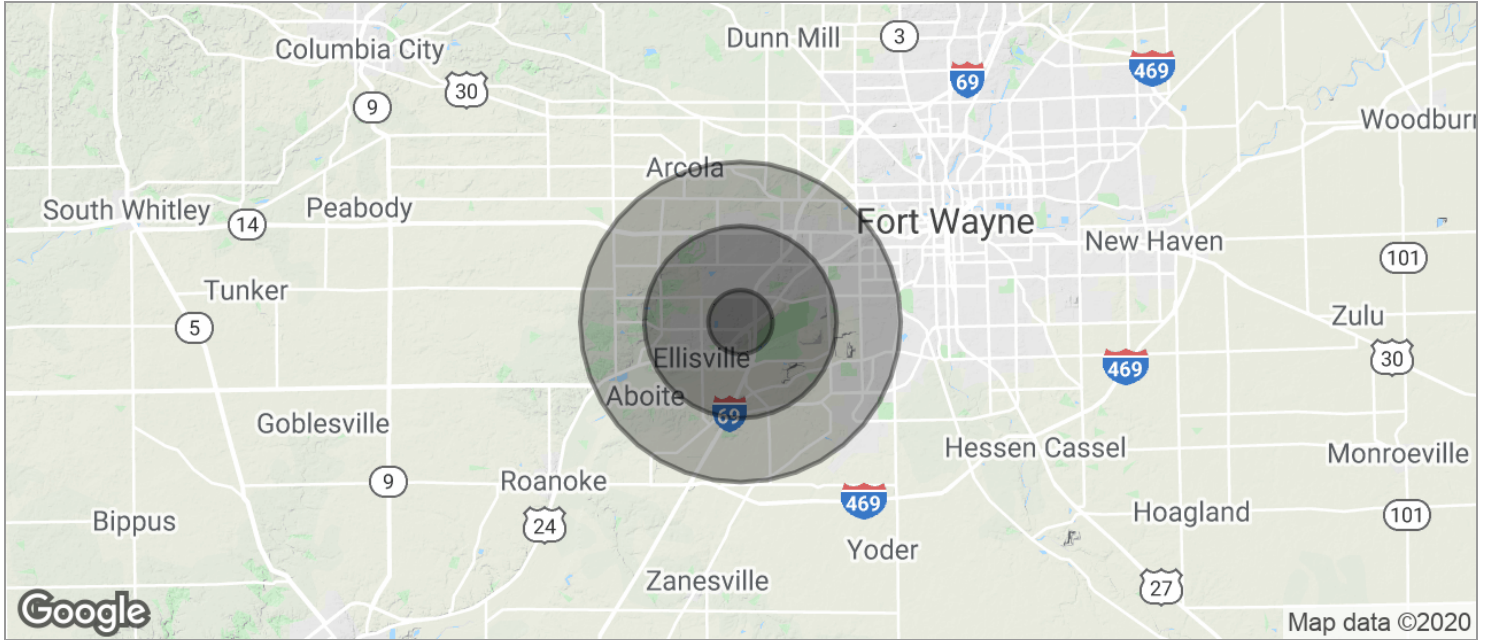 Dunn Mill
3
Columbia City
69
469
30
9
Woodburn
Arcola
South Whitley
14
Peabody
Fort Wayne
New Haven
101
Tunker
5
Zulu
30
Ellisville
469
Aboite
69
Goblesville
Hessen Cassel
Monroeville
9
Roanoke
469
24
Bippus
Hoagland
101
Yoder
Zanesville
27
Google
Map data ©2020